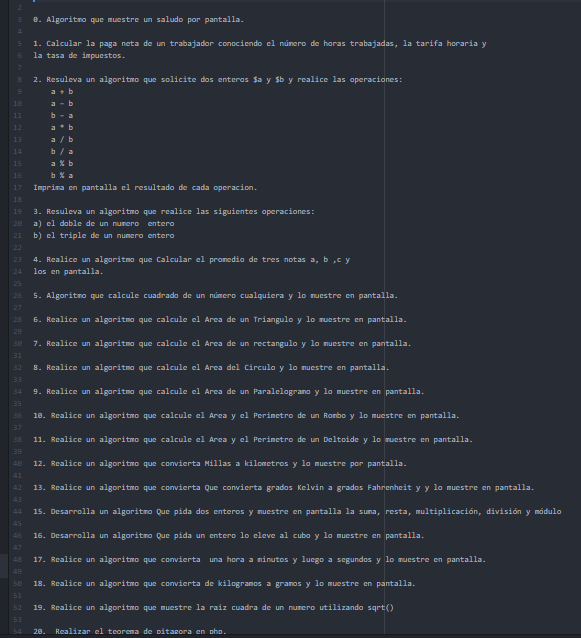 2
3 0. Algoritmo que muestre un saludo por pantalla.
4
5 1. Calcular la paga neta de un trabajador conociendo el número de horas trabajadas, la tarifa horaria y
6 la tasa de impuestos.
7
8 2. Resuleva un algoritmo que solicite dos enteros $a y $b y realice las operaciones:
9 a + b
10 a - b
11 b - a
12 a * b
13 a / b
14 b / a
15 a % b
16 b % a
17 Imprima en pantalla el resultado de cada operacion.
18
19 3. Resuleva un algoritmo que realice las siguientes operaciones:
20 a) el doble de un numero entero
21 b) el triple de un numero entero
22
23 4. Realice un algoritmo que Calcular el promedio de tres notas a, b ,c y
24 los en pantalla.
25
26 5. Algoritmo que calcule cuadrado de un número cualquiera y lo muestre en pantalla.
27
28 6. Realice un algoritmo que calcule el Area de un Triangulo y lo muestre en pantalla.
29
30 7. Realice un algoritmo que calcule el Area de un rectangulo y lo muestre en pantalla.
31
32 8. Realice un algoritmo que calcule el Area del Circulo y lo muestre en pantalla.
33
34 9. Realice un algoritmo que calcule el Area de un Paralelogramo y lo muestre en pantalla.
35
36 10. Realice un algoritmo que calcule el Area y el Perimetro de un Rombo y lo muestre en pantalla.
37
38 11. Realice un algoritmo que calcule el Area y el Perimetro de un Deltoide y lo muestre en pantalla.
39
40 12. Realice un algoritmo que convierta Millas a kilometros y lo muestre por pantalla.
41
42 13. Realice un algoritmo que convierta Que convierta grados Kelvin a grados Fahrenheit y y lo muestre en pantalla.
43
44 15. Desarrolla un algoritmo Que pida dos enteros y muestre en pantalla la suma, resta, multiplicación, división y módulo
45
46 16. Desarrolla un algoritmo Que pida un entero lo eleve al cubo y lo muestre en pantalla.
47
48 17. Realice un algoritmo que convierta una hora a minutos y luego a segundos y lo muestre en pantalla.
49
50 18. Realice un algoritmo que convierta de kilogramos a gramos y lo muestre en pantalla.
51
52 19. Realice un algoritmo que muestre la raiz cuadra de un numero utilizando sqrt()
53
54 20. Realizar el teorema de pitagora en php.